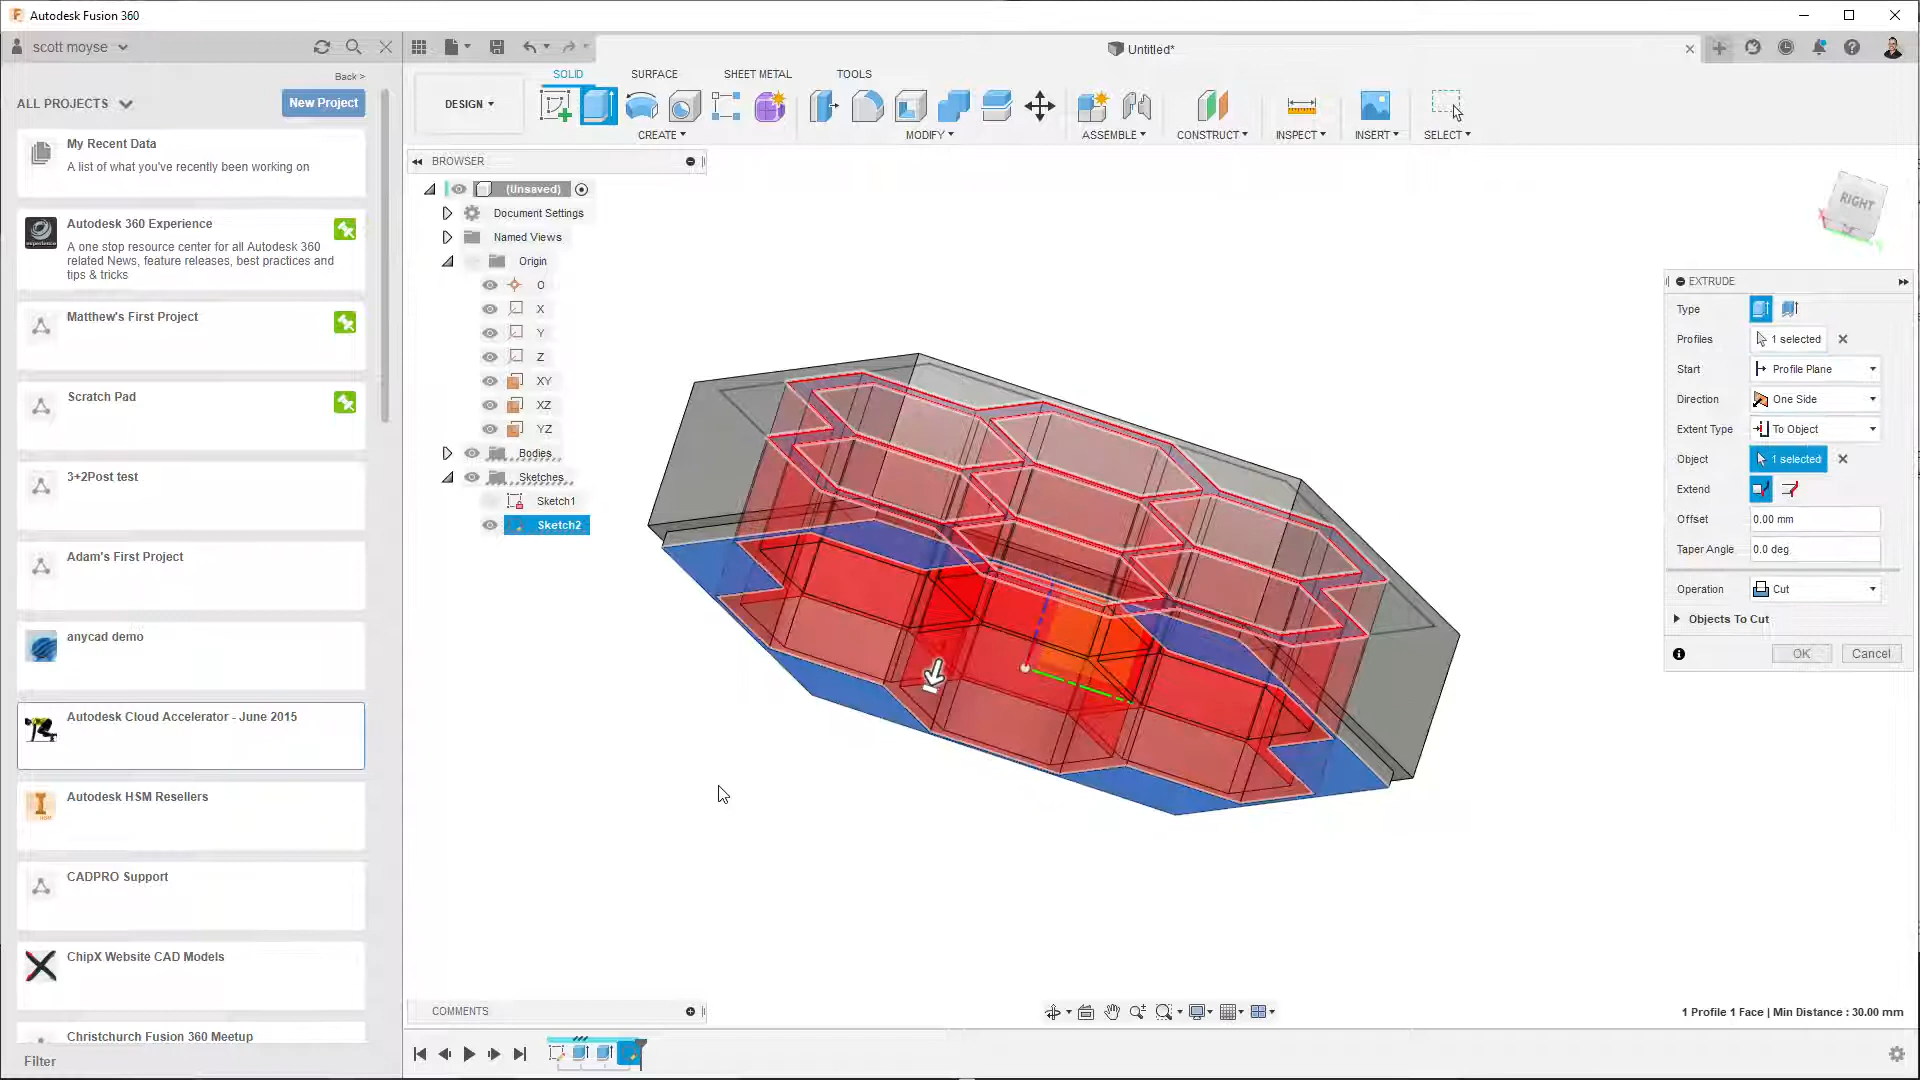 Autodesk Fusion 360
scott moyse
Untitled*
Back >
ALL PROJECTS
New Project
My Recent Data
A list of what you've recently been working on
Autodesk 360 Experience
A one stop resource center for all Autodesk 360
related News, feature releases, best practices and
tips & tricks
experience
Matthew's First Project
Scratch Pad
3+2Post test
Adam's First Project
anycad demo
Autodesk Cloud Accelerator - June 2015
Autodesk HSM Resellers
CADPRO Support
ChipX Website CAD Models
Christchurch Fusion 360 Meetup
Filter
SOLID
SURFACE
SHEET METAL
TOOLS
DESIGN
CREATE
MODIFY
ASSEMBLE
CONSTRUCT
INSPECT
INSERT
SELECT
BROWSER
(Unsaved)
Document Settings
Named Views
Origin
O
X
Y
Z
XY
XZ
YZ
Bodies
Sketches
Sketch1
Sketch2
RIGHT
EXTRUDE
Type
Profiles 1 selected
Start Profile Plane
Direction One Side
Extent Type To Object
Object 1 selected
Extend
Offset 0.00 mm
Taper Angle 0.0 deg
Operation Cut
Objects To Cut
OK Cancel
COMMENTS
1 Profile 1 Face | Min Distance : 30.00 mm